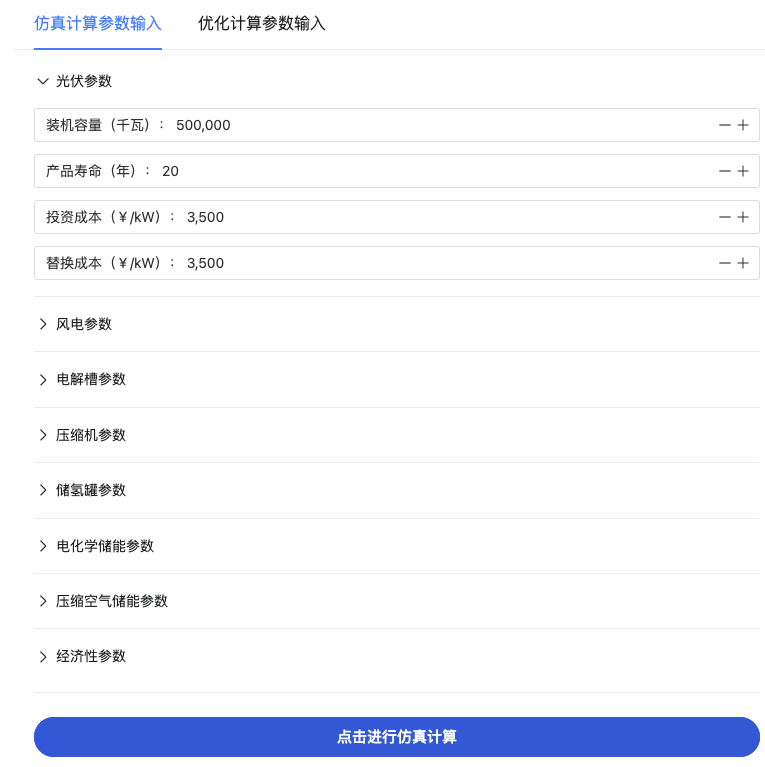 仿真计算参数输入 优化计算参数输入
光伏参数
装机容量（千瓦）： 500,000
产品寿命（年）： 20
投资成本（￥/kW）： 3,500
替换成本（￥/kW）： 3,500
风电参数
电解槽参数
压缩机参数
储氢罐参数
电化学储能参数
压缩空气储能参数
经济性参数
点击进行仿真计算